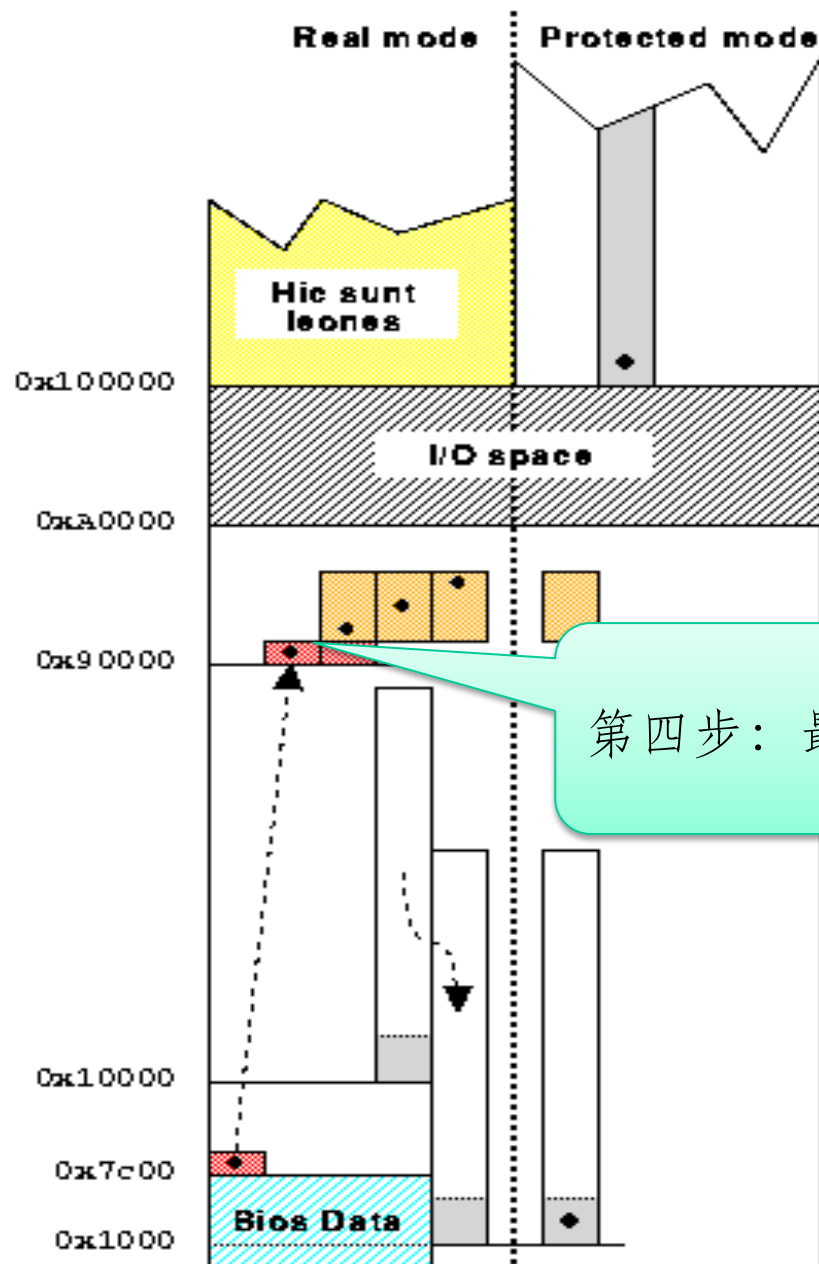 Real mode
Protected mode
Hic sunt
leones
0x100000
I/O space
0xA0000
0x90000
第四步：最
0x10000
0x7c00
Bios Data
0x1000